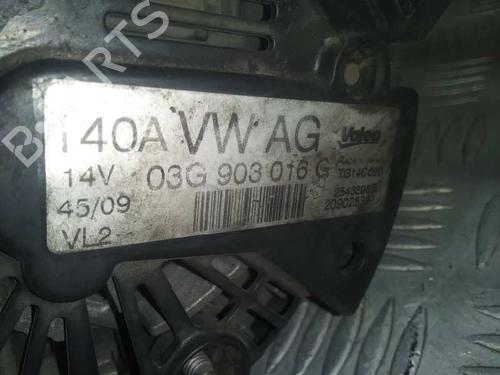 140A VW AG Valeo
14V 03G 903 016 G TG14C020
45/09
VL2